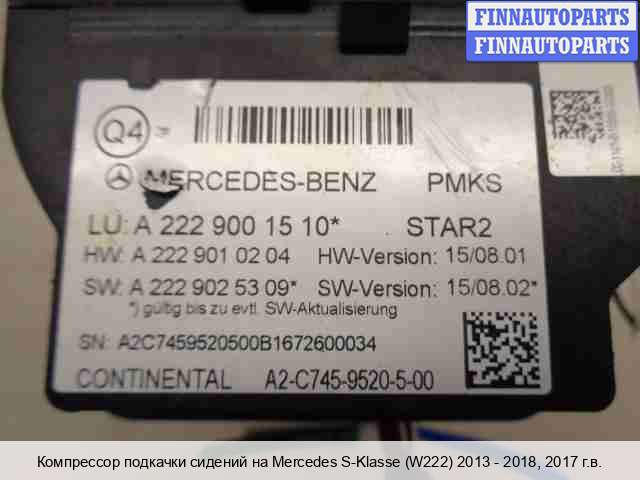 FINNAUTOPARTS
FINNAUTOPARTS
Q4
MERCEDES-BENZ PMKS
LU: A 222 900 15 10* STAR2
HW: A 222 901 02 04 HW-Version: 15/08.01
SW: A 222 902 53 09* SW-Version: 15/08.02*
*) gültig bis zu evtl. SW-Aktualisierung
SN: A2C7459520500B1672600034
CONTINENTAL A2-C745-9520-5-00
Компрессор подкачки сидений на Mercedes S-Klasse (W222) 2013 - 2018, 2017 г.в.